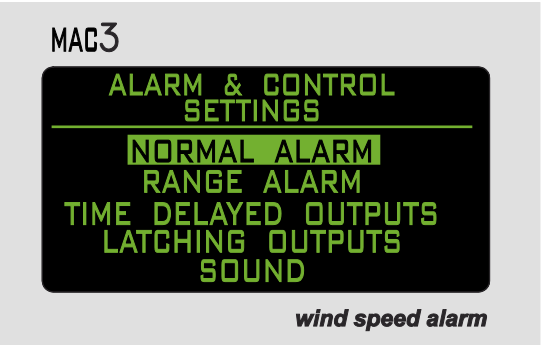 MAC3
ALARM & CONTROL
SETTINGS
NORMAL ALARM
RANGE ALARM
TIME DELAYED OUTPUTS
LATCHING OUTPUTS
SOUND
wind speed alarm